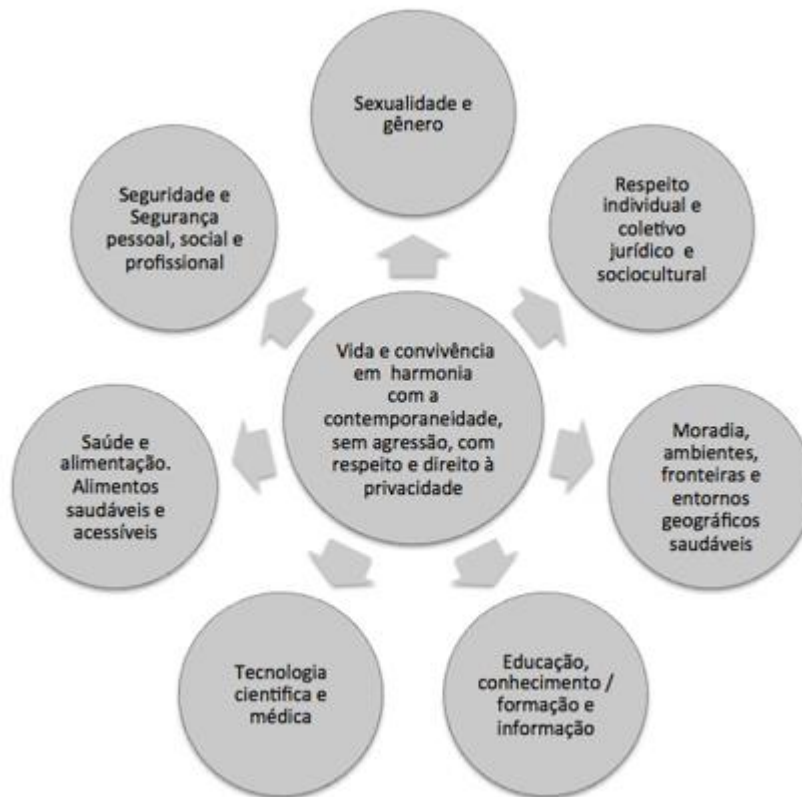 Sexualidade e
gênero
Respeito
individual e
coletivo
jurídico e
sociocultural
Moradia,
ambientes,
fronteiras e
entornos
geográficos
saudáveis
Educação,
conhecimento /
formação e
informação
Tecnologia
científica e
médica
Saúde e
alimentação.
Alimentos
saudáveis e
acessíveis
Seguridade e
Segurança
pessoal, social e
profissional
Vida e convivência
em harmonia
com a
contemporaneidade,
sem agressão, com
respeito e direito à
privacidade